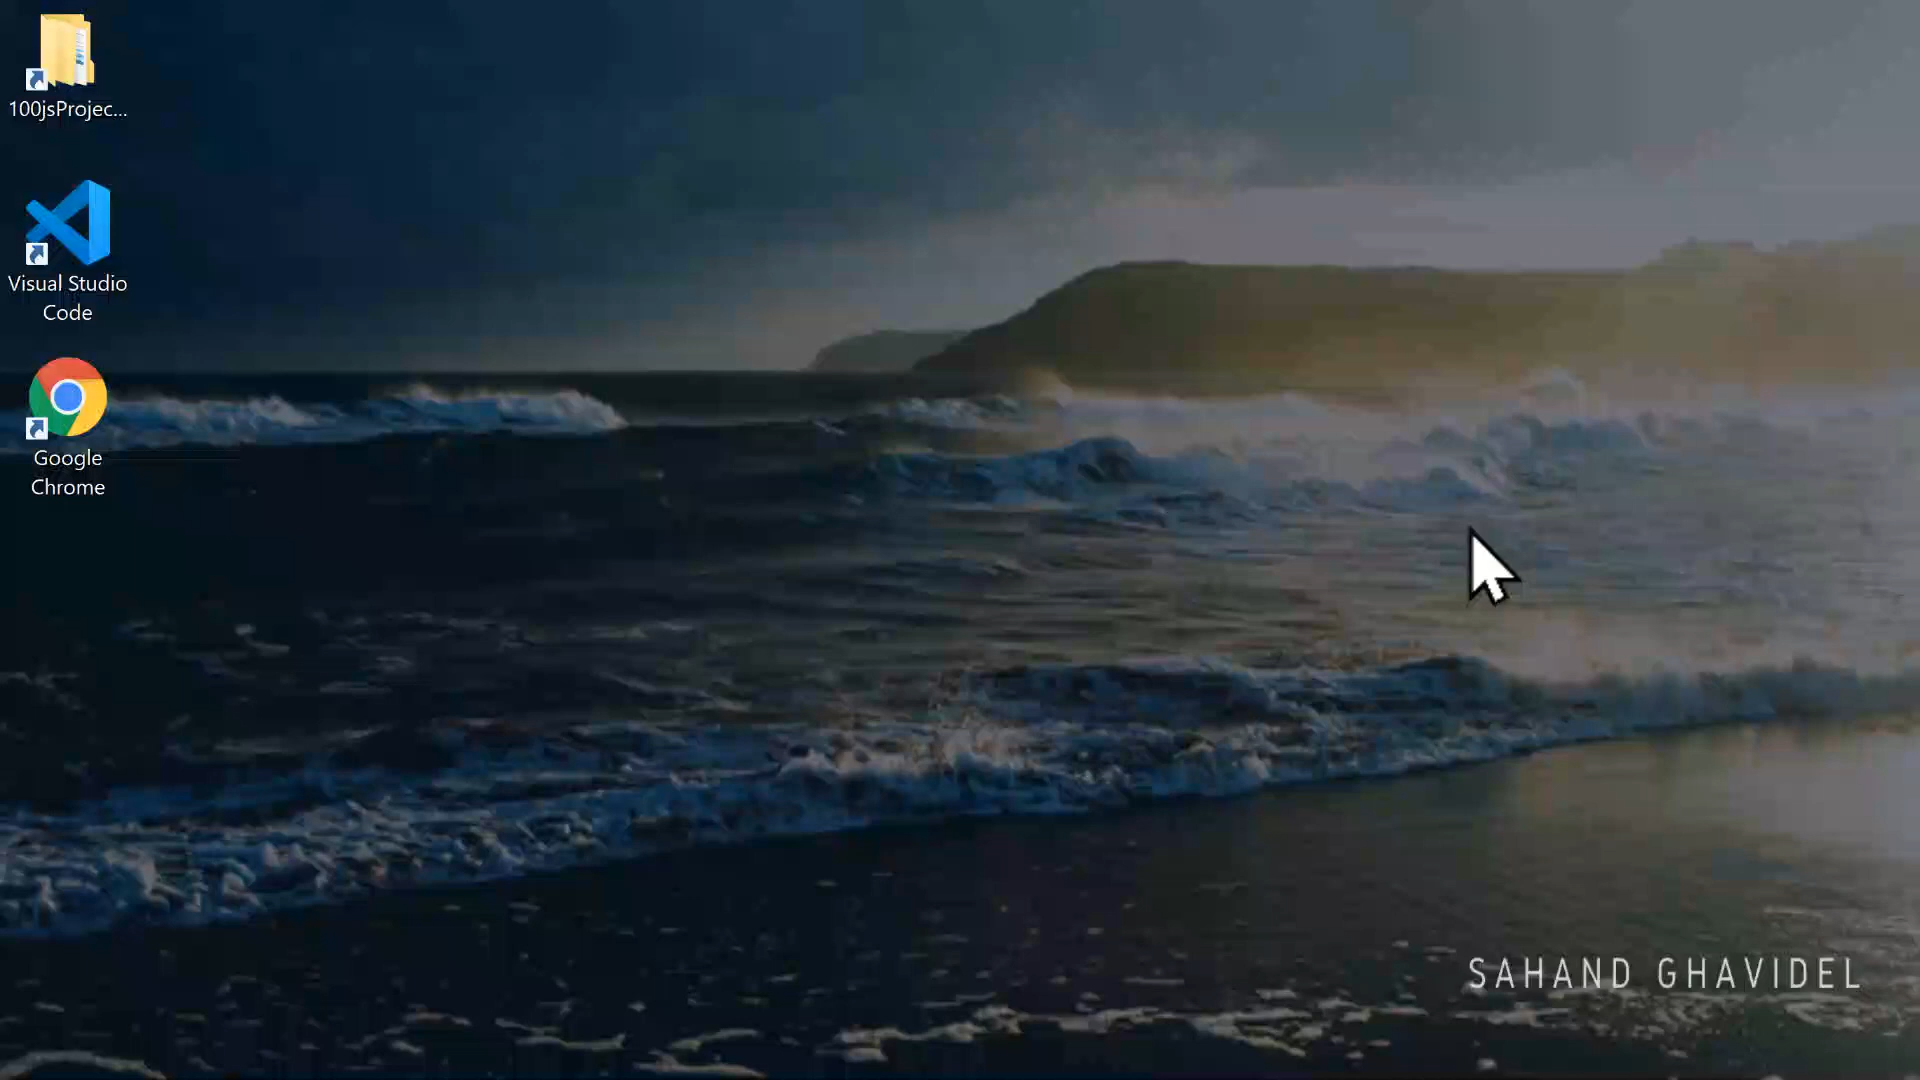 100jsProjec...
Visual Studio
Code
Google
Chrome
SAHAND GHAVIDEL